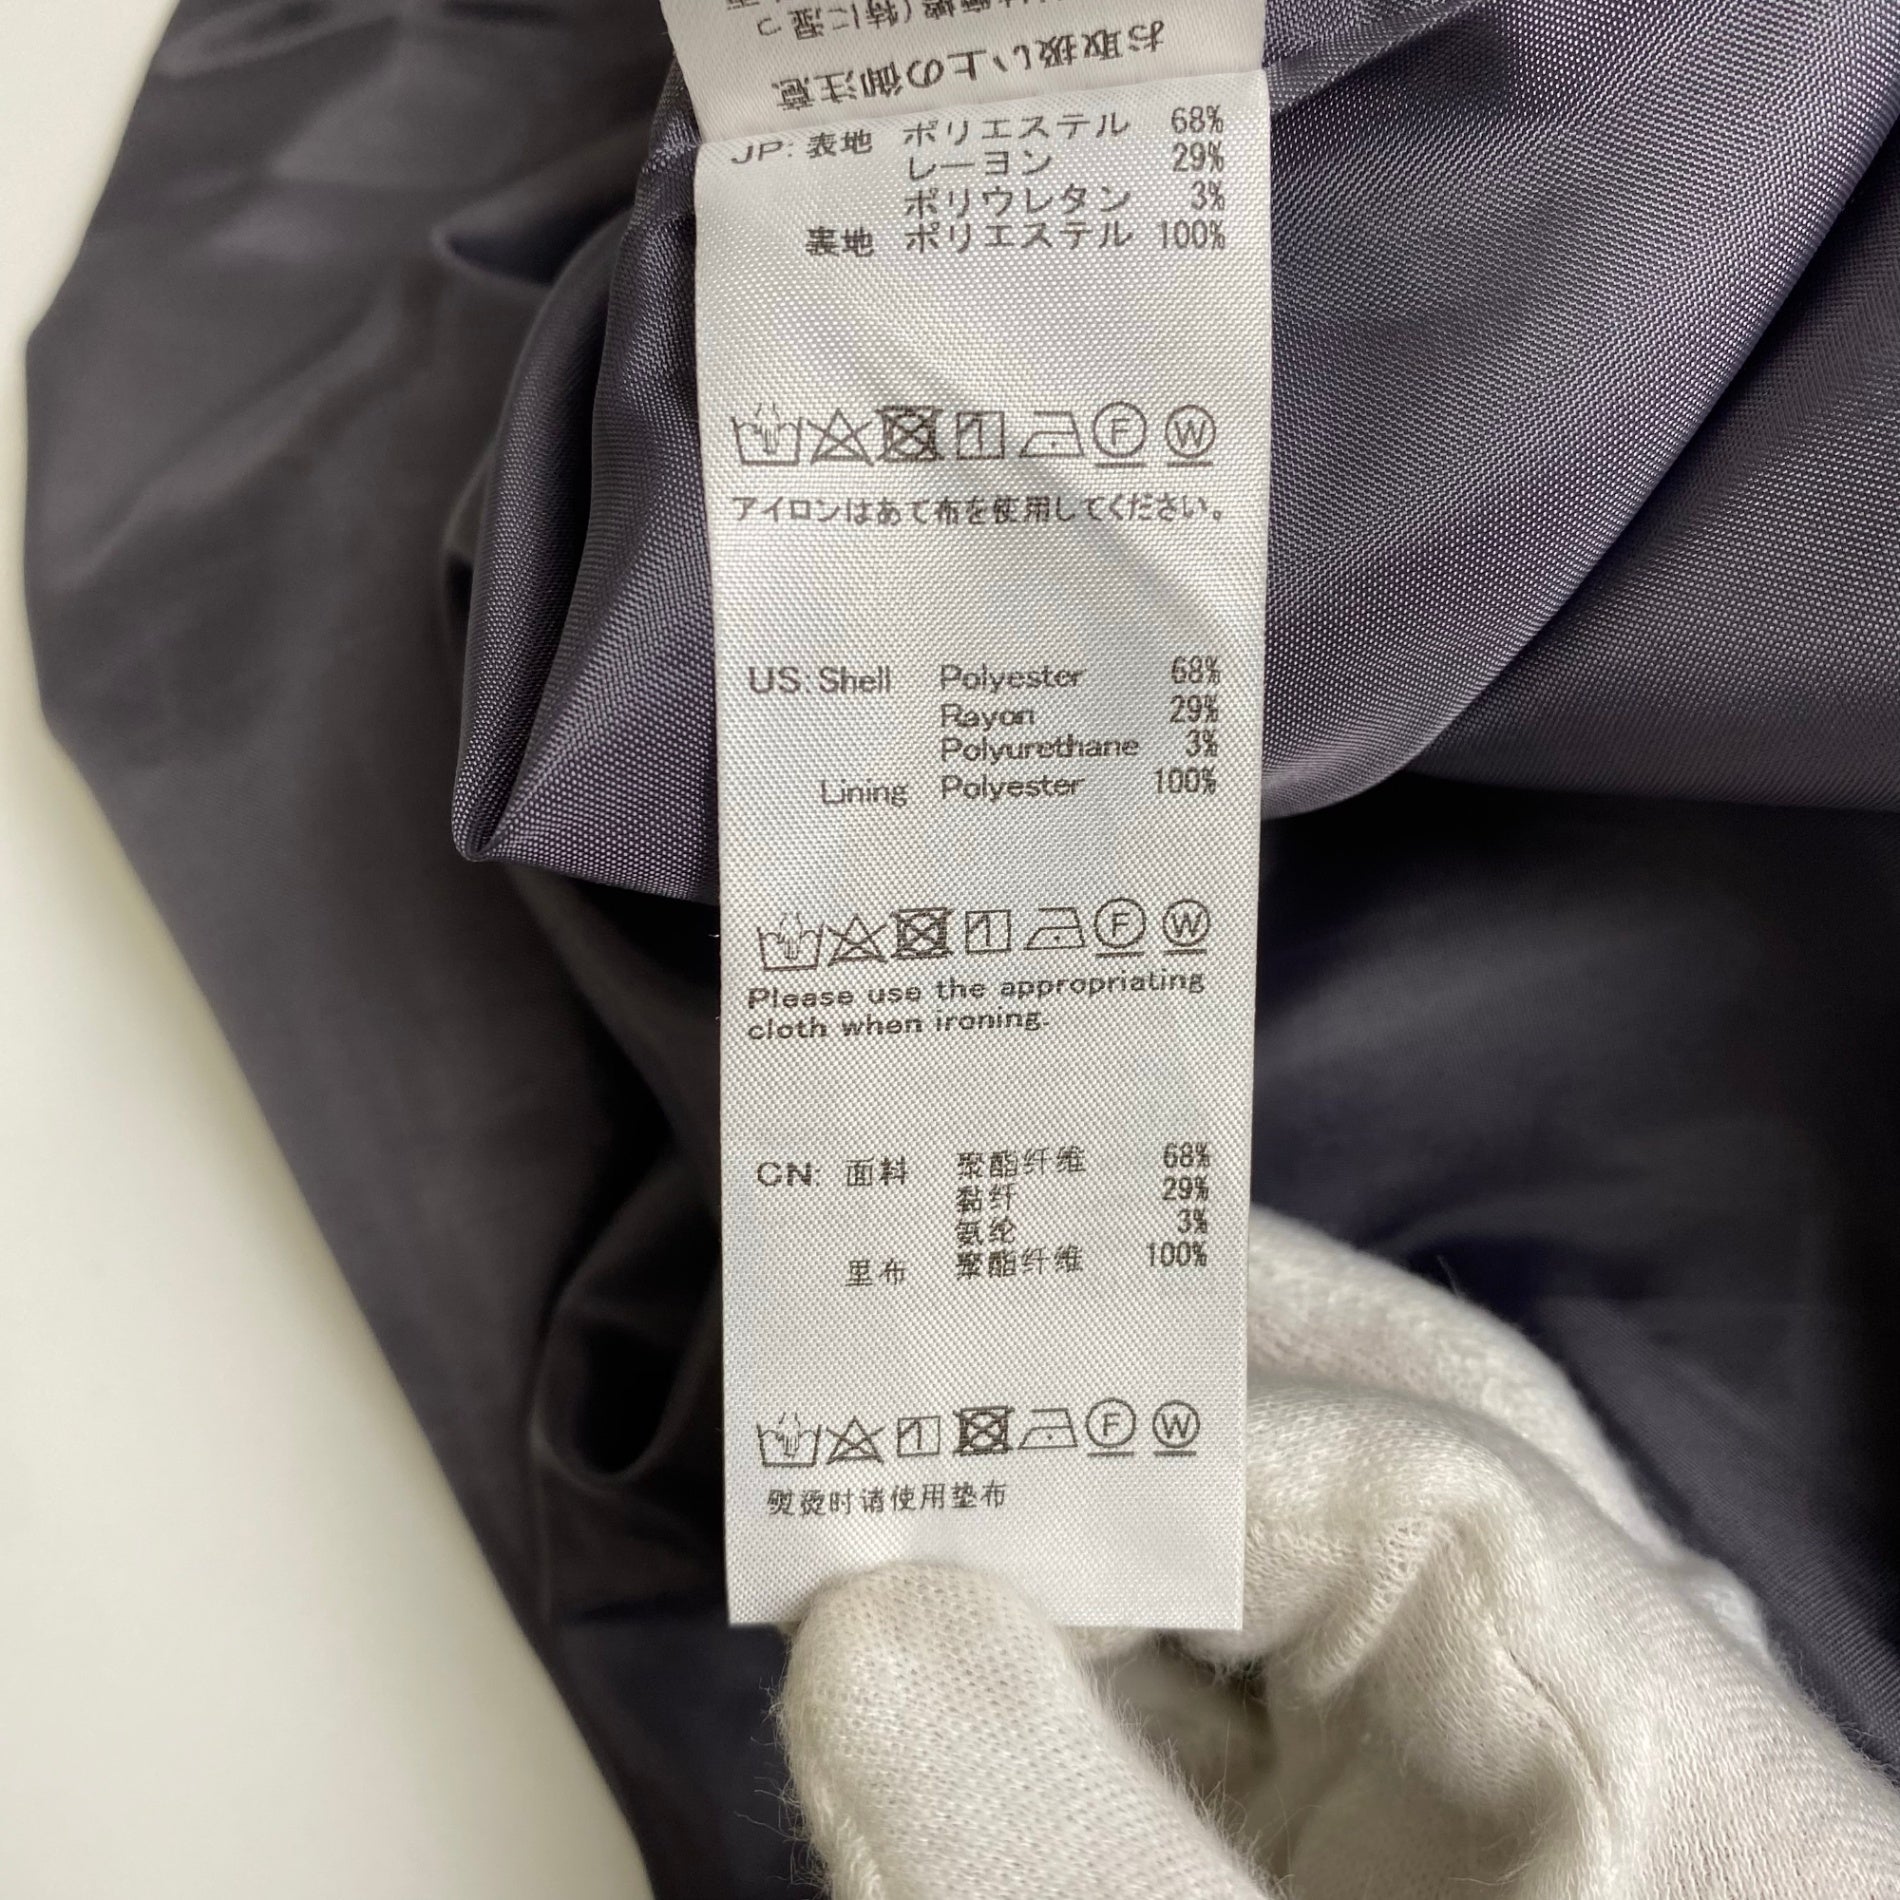 お取扱い上の御注意
JP: 表地 ポリエステル 68%
レーヨン 29%
ポリウレタン 3%
裏地 ポリエステル 100%
F W
アイロンはあて布を使用してください。
US: Shell Polyester 68%
Rayon 29%
Polyurethane 3%
Lining Polyester 100%
F W
Please use the appropriating
cloth when ironing.
CN: 面料 聚酯纤维 68%
黏纤 29%
氨纶 3%
里布 聚酯纤维 100%
F W
熨烫时请使用垫布